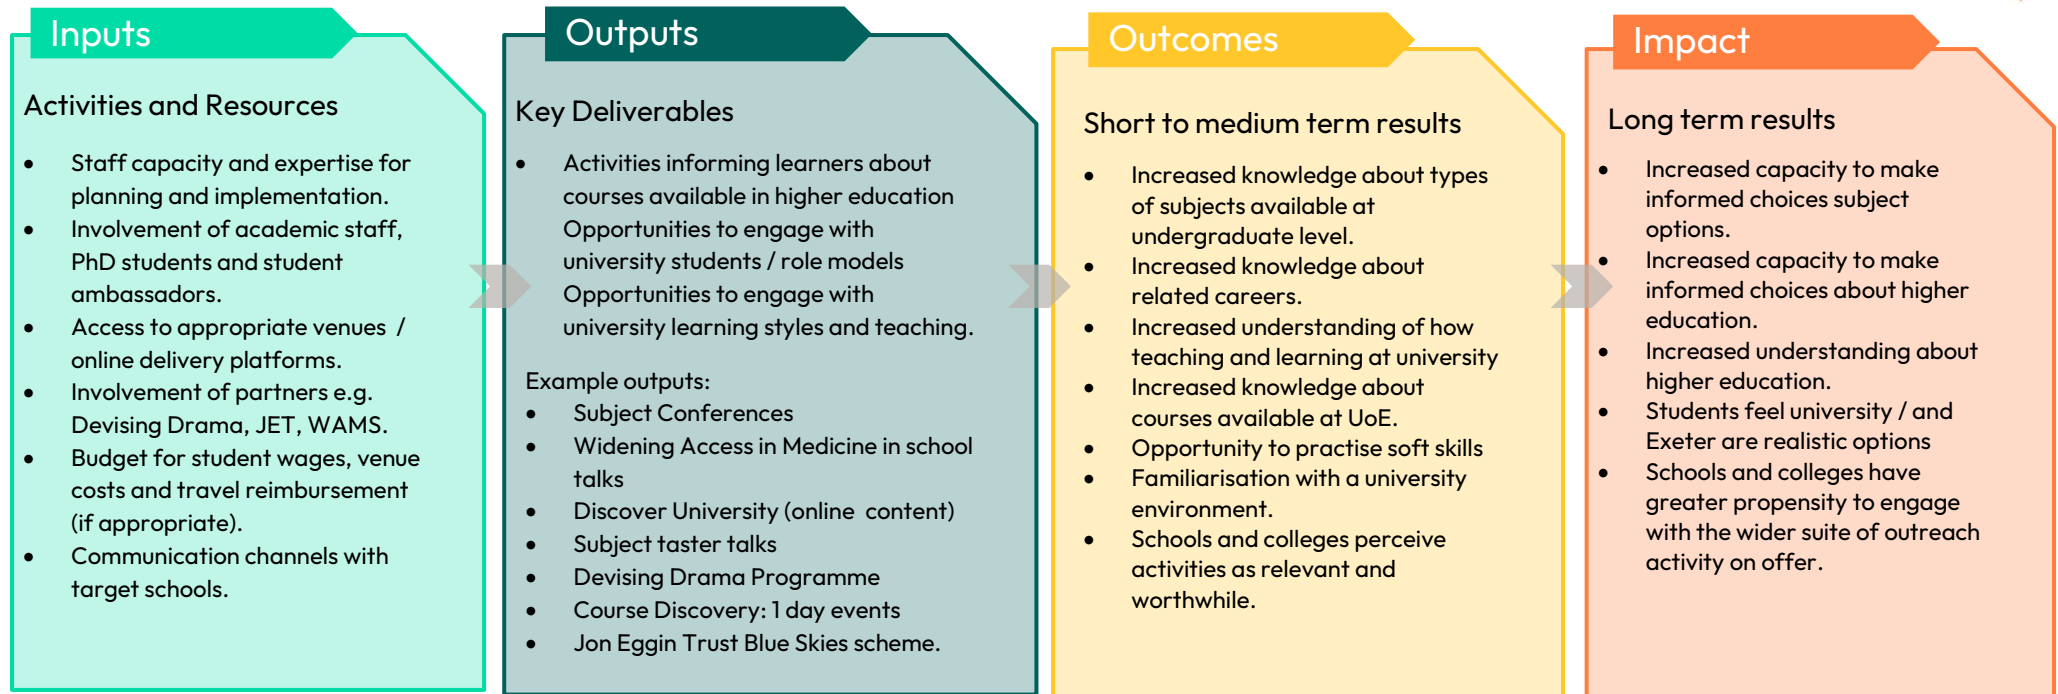 Inputs
Activities and Resources
• Staff capacity and expertise for
planning and implementation.
• Involvement of academic staff,
PhD students and student
ambassadors.
• Access to appropriate venues /
online delivery platforms.
• Involvement of partners e.g.
Devising Drama, JET, WAMS.
• Budget for student wages, venue
costs and travel reimbursement
(if appropriate).
• Communication channels with
target schools.
Outputs
Key Deliverables
• Activities informing learners about
courses available in higher education
Opportunities to engage with
university students / role models
Opportunities to engage with
university learning styles and teaching.
Example outputs:
• Subject Conferences
• Widening Access in Medicine in school
talks
• Discover University (online content)
• Subject taster talks
• Devising Drama Programme
• Course Discovery: 1 day events
• Jon Eggin Trust Blue Skies scheme.
Outcomes
Short to medium term results
• Increased knowledge about types
of subjects available at
undergraduate level.
• Increased knowledge about
related careers.
• Increased understanding of how
teaching and learning at university
• Increased knowledge about
courses available at UoE.
• Opportunity to practise soft skills
• Familiarisation with a university
environment.
• Schools and colleges perceive
activities as relevant and
worthwhile.
Impact
Long term results
• Increased capacity to make
informed choices subject
options.
• Increased capacity to make
informed choices about higher
education.
• Increased understanding about
higher education.
• Students feel university / and
Exeter are realistic options
• Schools and colleges have
greater propensity to engage
with the wider suite of outreach
activity on offer.